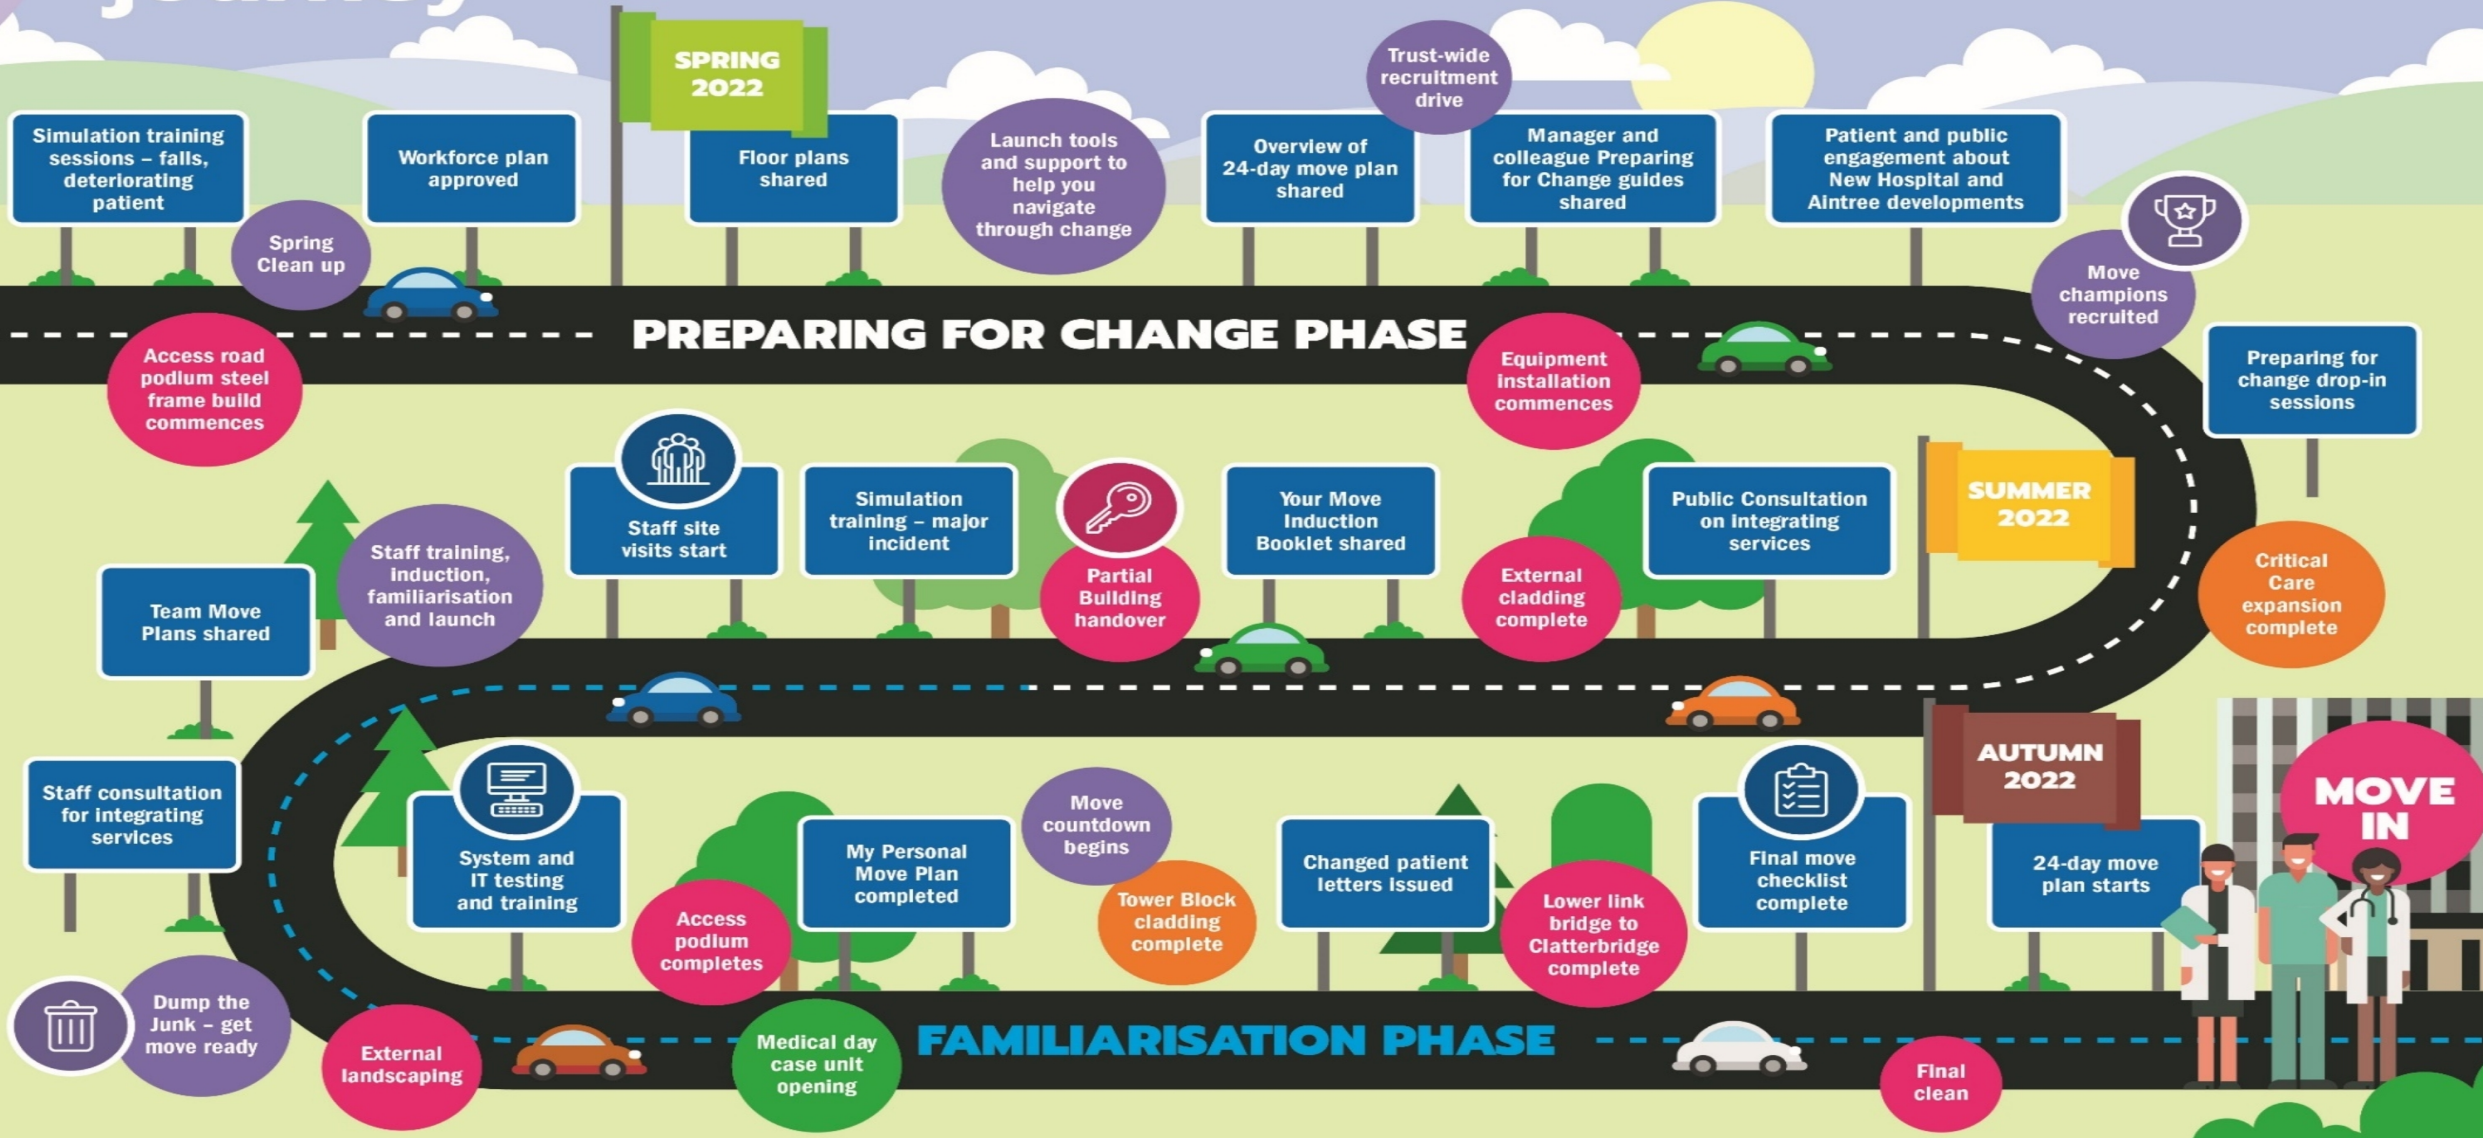 Journey
SPRING
2022
Simulation training
sessions – falls,
deteriorating
patient
Spring
Clean up
Workforce plan
approved
Floor plans
shared
Launch tools
and support to
help you
navigate
through change
Overview of
24-day move plan
shared
Trust-wide
recruitment
drive
Manager and
colleague Preparing
for Change guides
shared
Patient and public
engagement about
New Hospital and
Aintree developments
Move
champions
recruited
Access road
podium steel
frame build
commences
PREPARING FOR CHANGE PHASE
Equipment
installation
commences
Preparing for
change drop-in
sessions
Critical
Care
expansion
complete
SUMMER
2022
Public Consultation
on integrating
services
External
cladding
complete
Your Move
Induction
Booklet shared
Partial
Building
handover
Simulation
training – major
incident
Staff site
visits start
Staff training,
induction,
familiarisation
and launch
Team Move
Plans shared
Staff consultation
for integrating
services
Dump the
Junk – get
move ready
External
landscaping
System and
IT testing
and training
Access
podium
completes
My Personal
Move Plan
completed
Medical day
case unit
opening
Move
countdown
begins
Tower Block
cladding
complete
FAMILIARISATION PHASE
Changed patient
letters issued
Lower link
bridge to
Clatterbridge
complete
Final move
checklist
complete
Final
clean
AUTUMN
2022
24-day move
plan starts
MOVE
IN